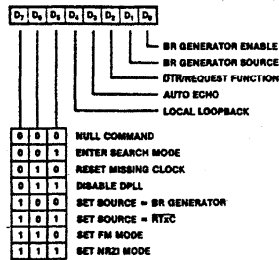 D7 D6 D5 D4 D3 D2 D1 D0
BR GENERATOR ENABLE
BR GENERATOR SOURCE
DTR/REQUEST FUNCTION
AUTO ECHO
LOCAL LOOPBACK
0 0 0 NULL COMMAND
0 0 1 ENTER SEARCH MODE
0 1 0 RESET MISSING CLOCK
0 1 1 DISABLE DPLL
1 0 0 SET SOURCE = BR GENERATOR
1 0 1 SET SOURCE = RTxC
1 1 0 SET FM MODE
1 1 1 SET NRZI MODE